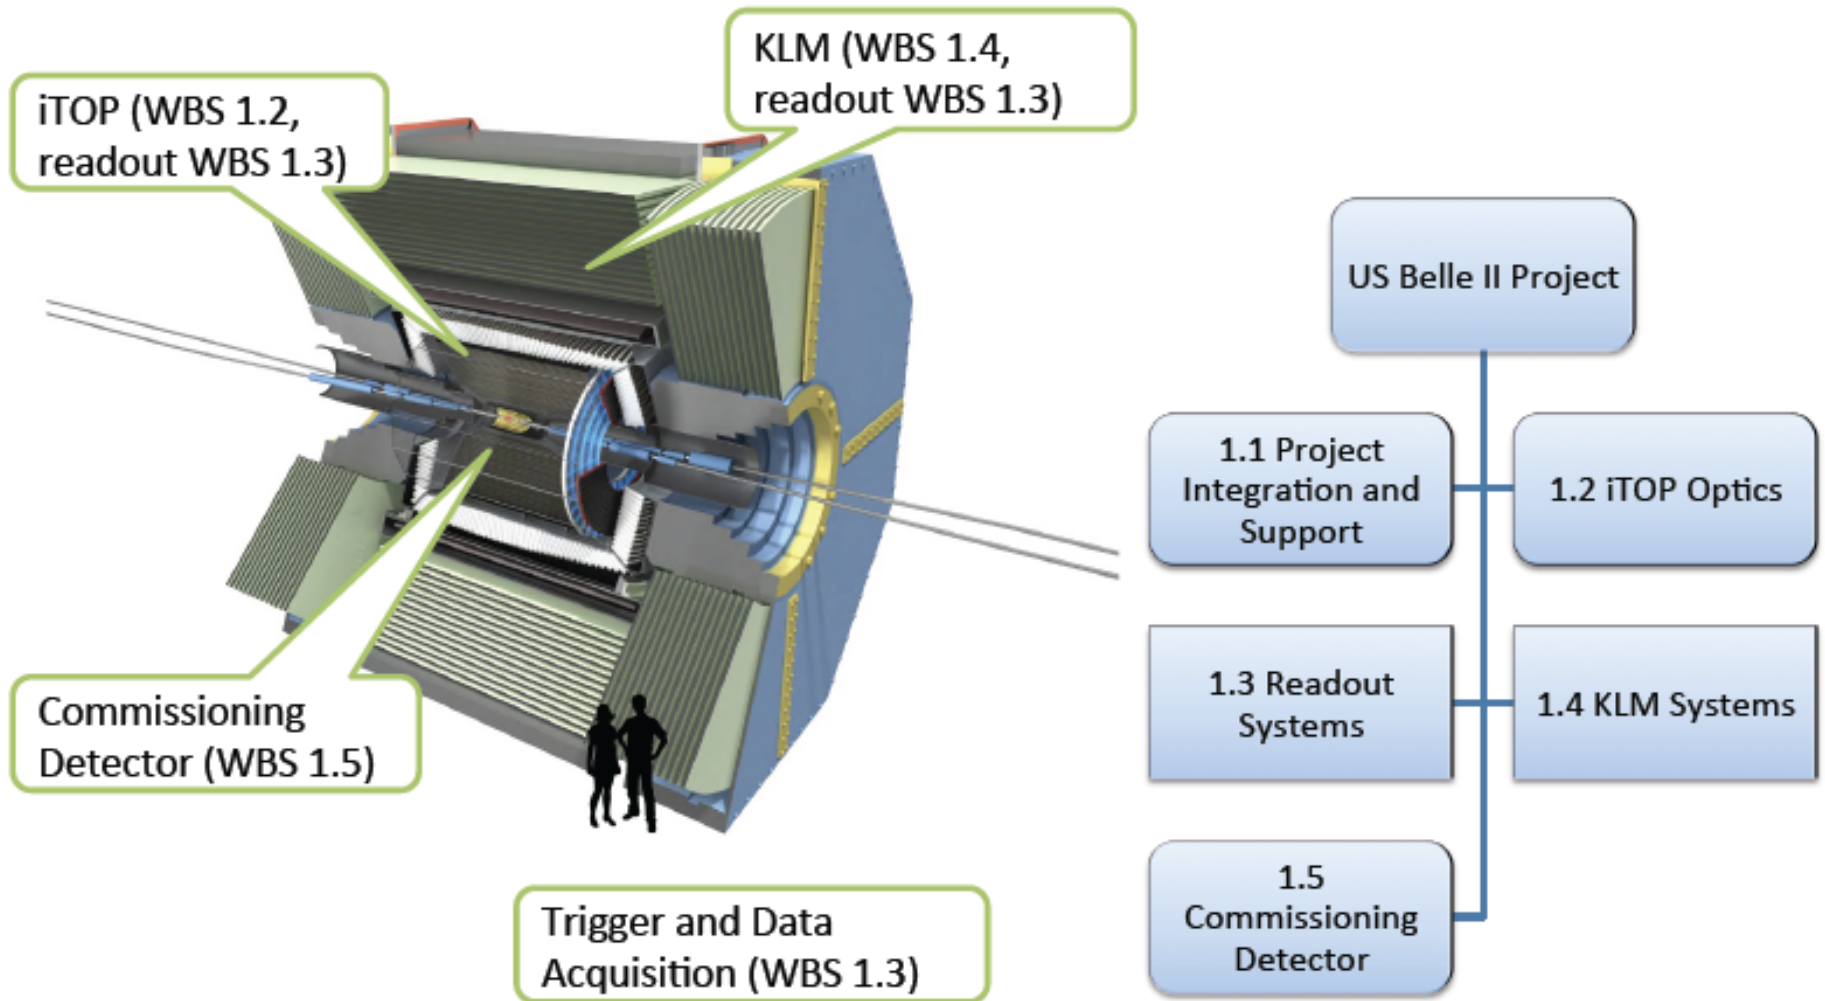 KLM (WBS 1.4,
readout WBS 1.3)
iTOP (WBS 1.2,
readout WBS 1.3)
Commissioning
Detector (WBS 1.5)
Trigger and Data
Acquisition (WBS 1.3)
US Belle II Project
1.1 Project
Integration and
Support
1.2 iTOP Optics
1.3 Readout
Systems
1.4 KLM Systems
1.5
Commissioning
Detector